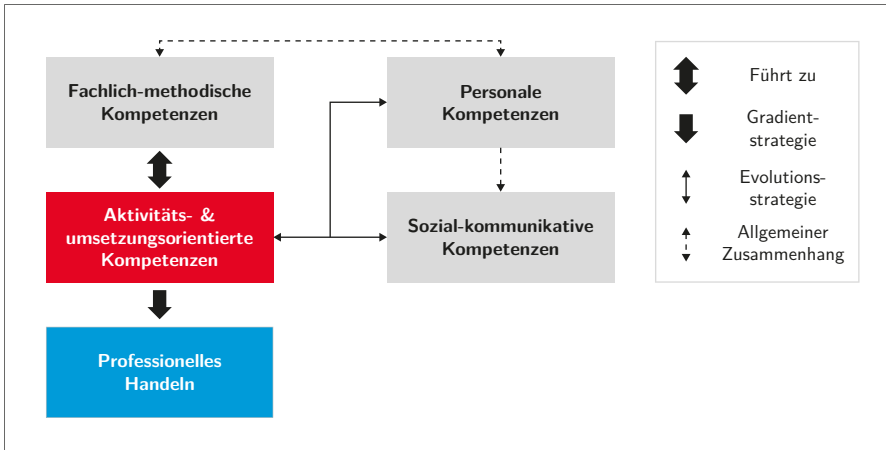 Fachlich-methodische
Kompetenzen
Personale
Kompetenzen
Aktivitäts- &
umsetzungsorientierte
Kompetenzen
Sozial-kommunikative
Kompetenzen
Professionelles
Handeln
Führt zu
Gradient-
strategie
Evolutions-
strategie
Allgemeiner
Zusammenhang